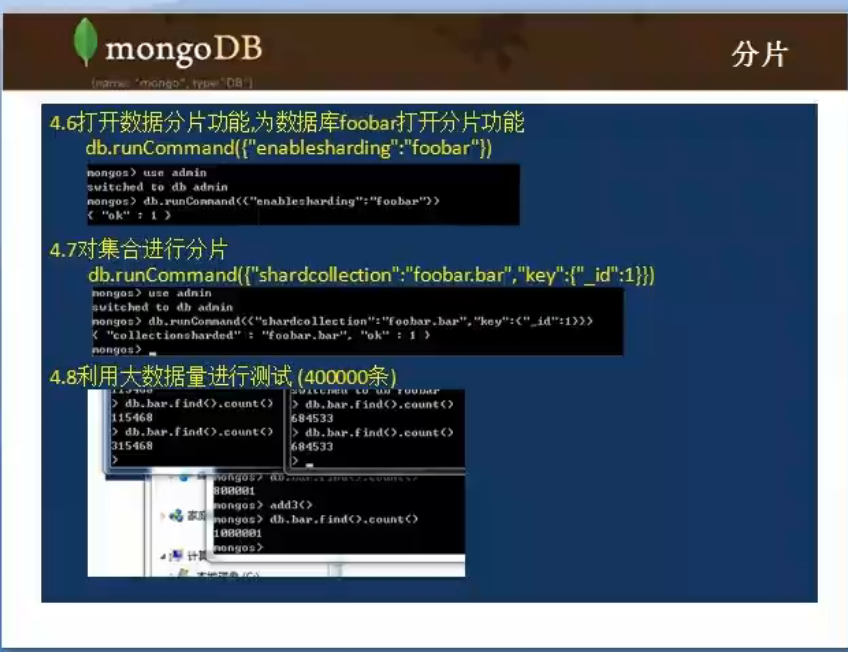 mongoDB
{name: "mongo", type:"DB"}
分片
4.6打开数据分片功能,为数据库foobar打开分片功能
db.runCommand({"enablesharding":"foobar"})
mongos> use admin
switched to db admin
mongos> db.runCommand({"enablesharding":"foobar"})
{ "ok" : 1 }
4.7对集合进行分片
db.runCommand({"shardcollection":"foobar.bar","key":{"_id":1}})
mongos> use admin
switched to db admin
mongos> db.runCommand({"shardcollection":"foobar.bar","key":{"_id":1}})
{ "collectionsharded" : "foobar.bar", "ok" : 1 }
mongos>
4.8利用大数据量进行测试 (400000条)
115468
> db.bar.find().count()
115468
> db.bar.find().count()
315468
>
switched to db foobar
> db.bar.find().count()
684533
> db.bar.find().count()
684533
>
mongos> db.bar.find().count()
800001
mongos> add3()
mongos> db.bar.find().count()
1000001
mongos>
家庭
计算